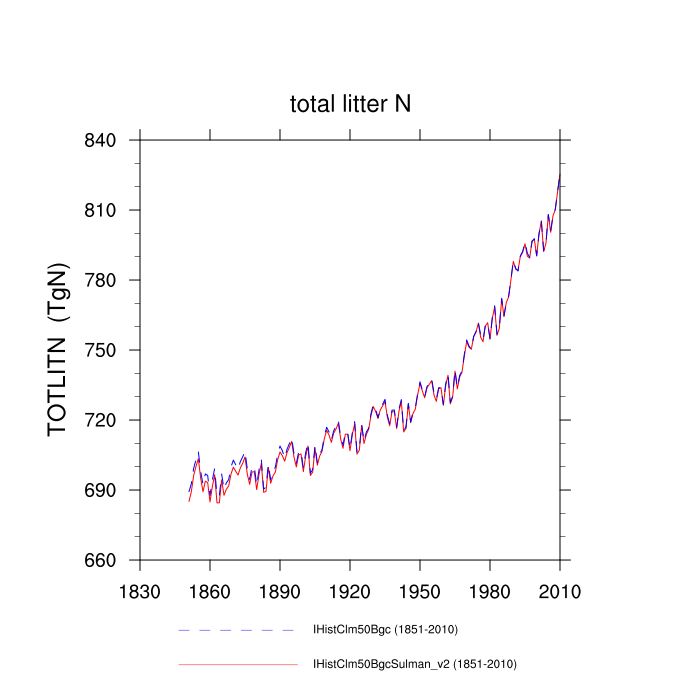 total litter N
840
810
780
750
720
690
660
TOTLITN (TgN)
1830 1860 1890 1920 1950 1980 2010
IHistClm50Bgc (1851-2010)
IHistClm50BgcSulman_v2 (1851-2010)